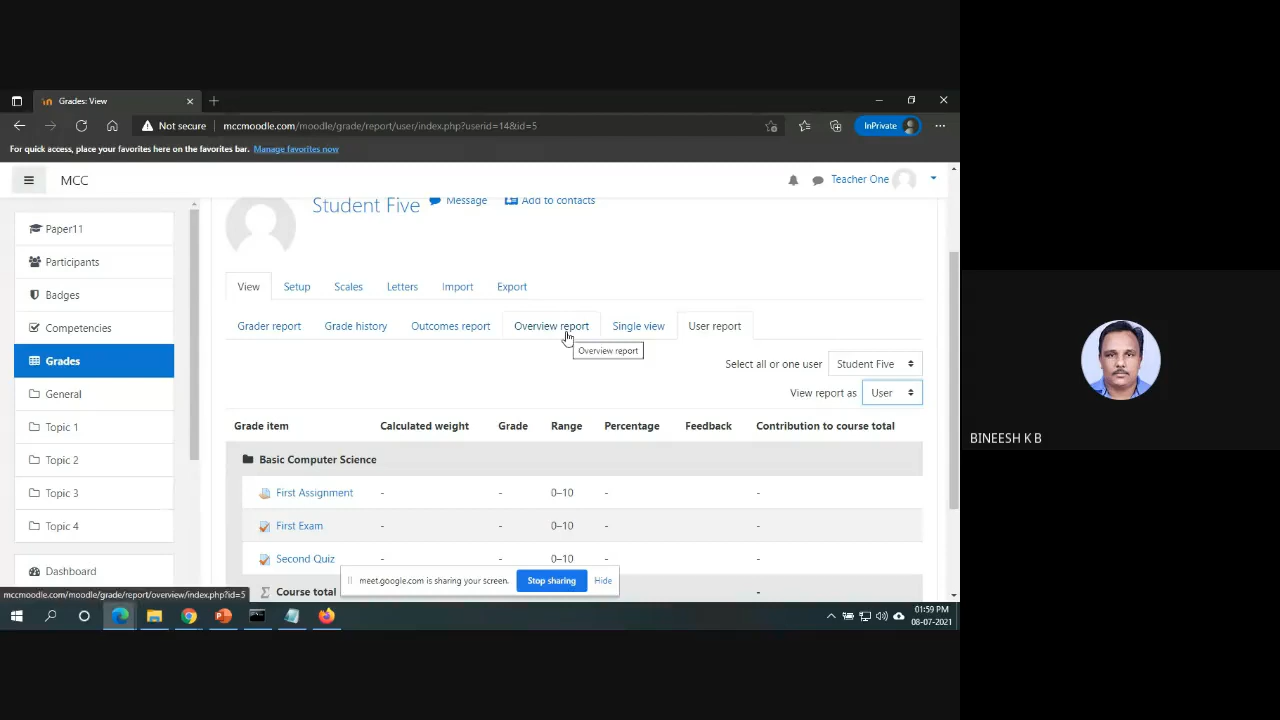 Grades: View
Not secure mccmoodle.com/moodle/grade/report/user/index.php?userid=14&id=5 InPrivate
For quick access, place your favorites here on the favorites bar. Manage favorites now
MCC Teacher One
Student Five Message Add to contacts
Paper11
Participants
Badges
Competencies
Grades
General
Topic 1
Topic 2
Topic 3
Topic 4
Dashboard
View Setup Scales Letters Import Export
Grader report Grade history Outcomes report Overview report Single view User report
Overview report
Select all or one user Student Five
View report as User
Grade item Calculated weight Grade Range Percentage Feedback Contribution to course total
Basic Computer Science
First Assignment - - 0–10 - -
First Exam - - 0–10 - -
Second Quiz - - 0–10 - -
Course total -
meet.google.com is sharing your screen. Stop sharing Hide
mccmoodle.com/moodle/grade/report/overview/index.php?id=5
01:59 PM
08-07-2021
BINEESH K B